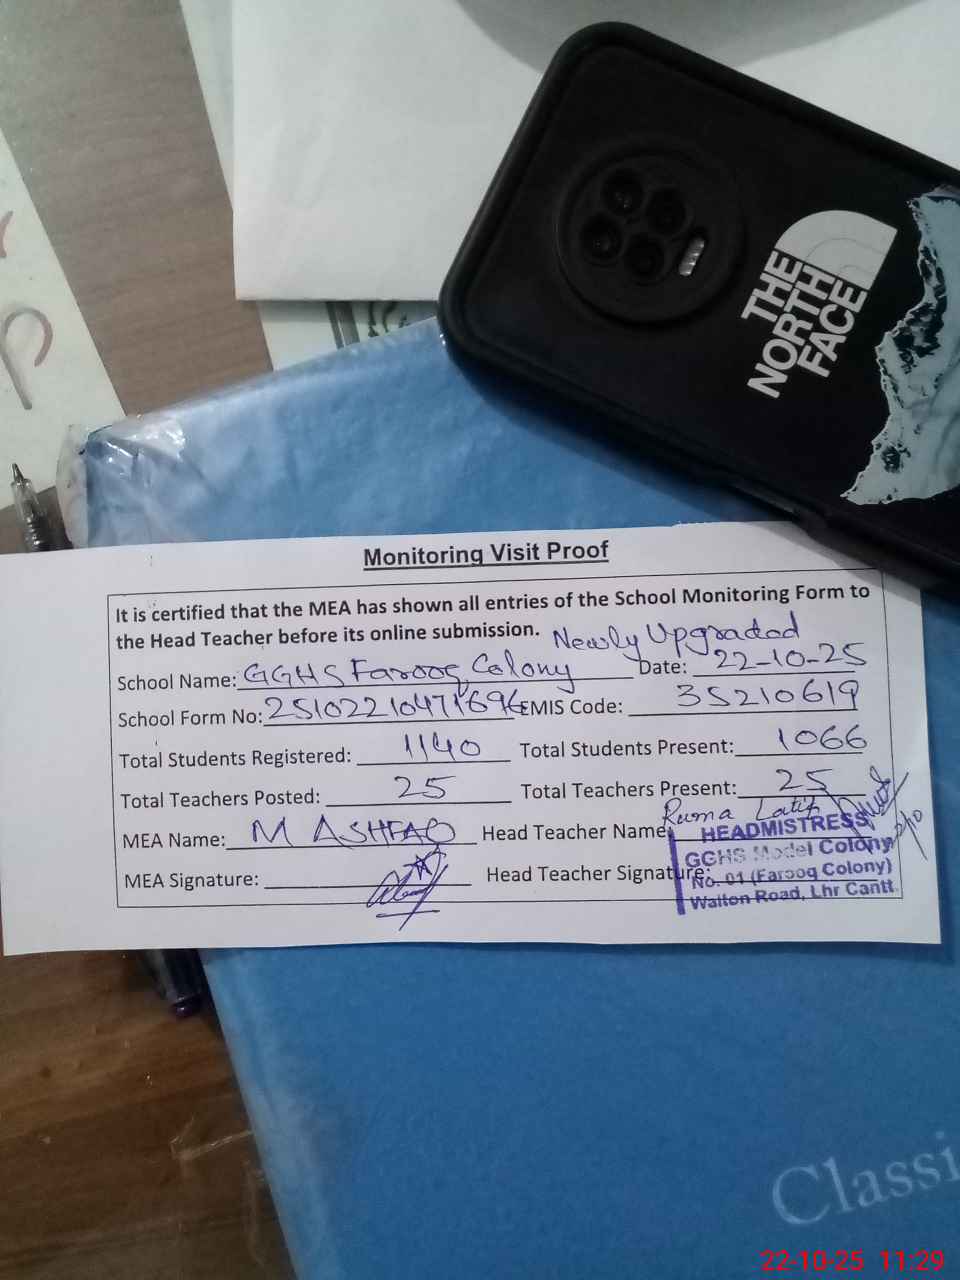 THE
NORTH
FACE
Monitoring Visit Proof
It is certified that the MEA has shown all entries of the School Monitoring Form to
the Head Teacher before its online submission. Newly Upgraded
School Name: GGHS Farooq Colony Date: 22-10-25
School Form No: 25102210471696 EMIS Code: 35210619
Total Students Registered: 1140 Total Students Present: 1066
Total Teachers Posted: 25 Total Teachers Present: 25
MEA Name: M ASHFAQ Head Teacher Name: Ruma Latif
HEADMISTRESS
GGHS Model Colony
MEA Signature: Head Teacher Signature:
No. 01 (Farooq Colony)
Walton Road, Lhr Cantt.
Classi
22-10-25 11:29